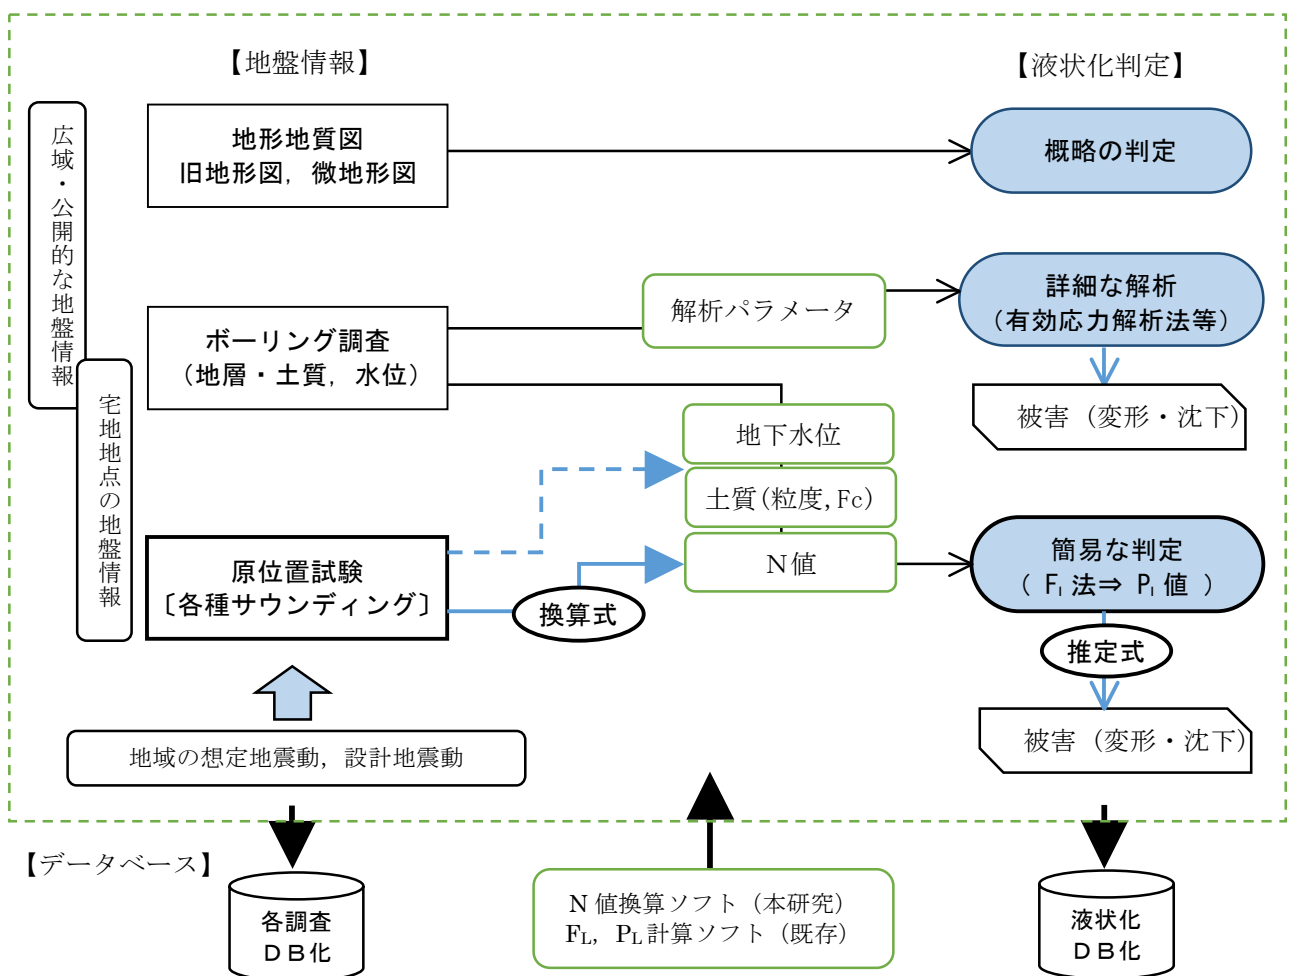 【地盤情報】
【液状化判定】
広域・公開的な地盤情報
地形地質図
旧地形図，微地形図
概略の判定
ボーリング調査
（地層・土質，水位）
解析パラメータ
詳細な解析
（有効応力解析法等）
被害（変形・沈下）
宅地地点の地盤情報
地下水位
土質（粒度，Fc）
N値
原位置試験
〔各種サウンディング〕
換算式
簡易な判定
（ Fl 法⇒ Pl 値 ）
推定式
被害（変形・沈下）
地域の想定地震動，設計地震動
【データベース】
各調査
ＤＢ化
N 値換算ソフト（本研究）
FL，PL計算ソフト（既存）
液状化
ＤＢ化